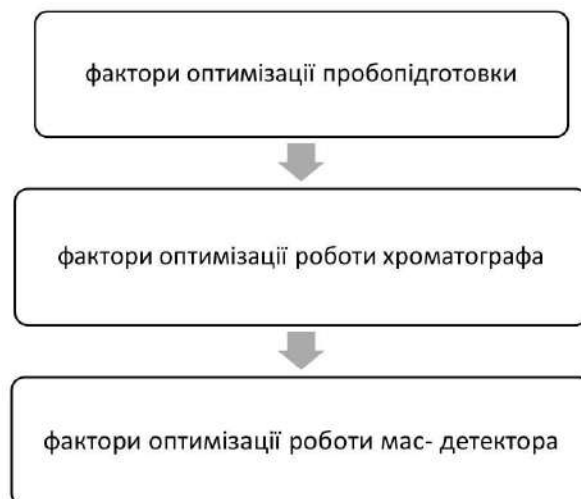 фактори оптимізації пробопідготовки
фактори оптимізації роботи хроматографа
фактори оптимізації роботи мас- детектора